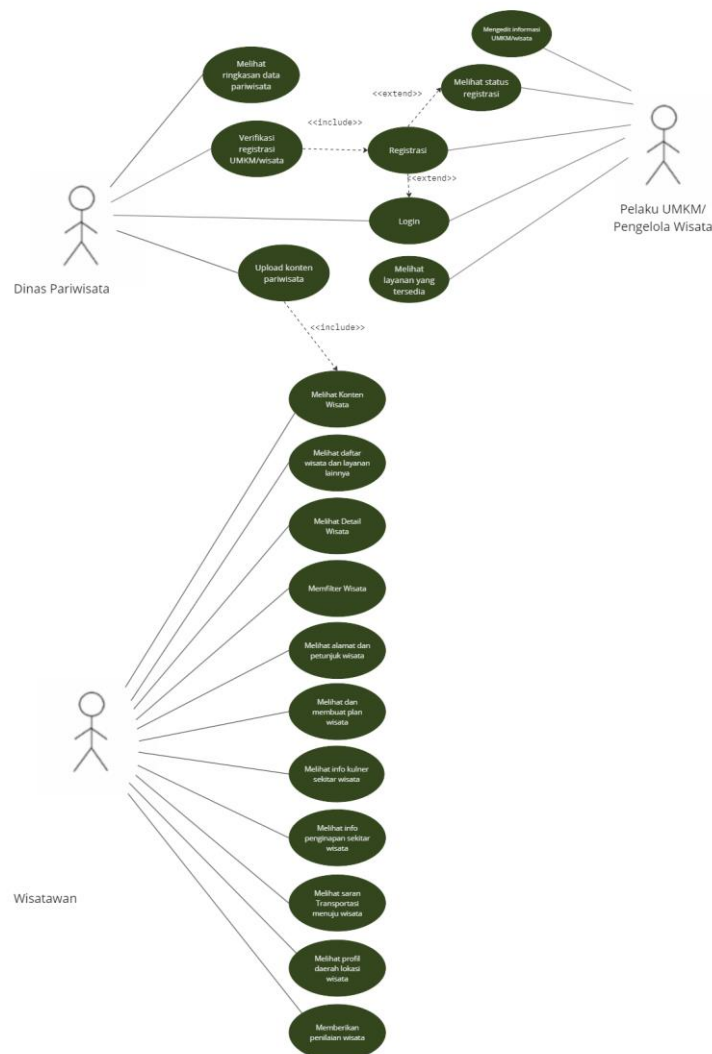 Mengedit informasi
UMKM/wisata
Melihat
ringkasan data
pariwisata
<<extend>>
Melihat status
registrasi
<<include>>
Verifikasi
registrasi
UMKM/wisata
Registrasi
<<extend>>
Pelaku UMKM/
Pengelola Wisata
Login
Dinas Pariwisata
Upload konten
pariwisata
Melihat
layanan yang
tersedia
<<include>>
Melihat Konten
Wisata
Melihat daftar
wisata dan layanan
lainnya
Melihat Detail
Wisata
Memfilter Wisata
Melihat alamat dan
petunjuk wisata
Melihat dan
membuat plan
wisata
Melihat info kulner
sekitar wisata
Melihat info
penginapan sekitar
wisata
Wisatawan
Melihat saran
Transportasi
menuju wisata
Melihat profil
daerah lokasi
wisata
Memberikan
penilaian wisata